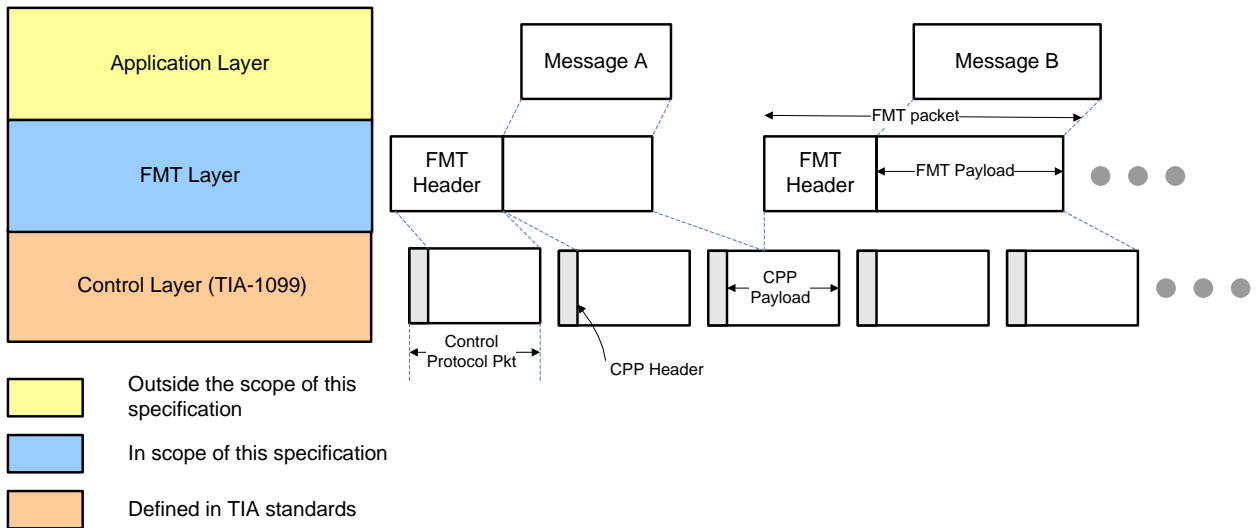 Application Layer
FMT Layer
Control Layer (TIA-1099)
Message A
Message B
FMT packet
FMT
Header
FMT
Header
FMT Payload
CPP
Payload
Control
Protocol Pkt
CPP Header
Outside the scope of this
specification
In scope of this specification
Defined in TIA standards